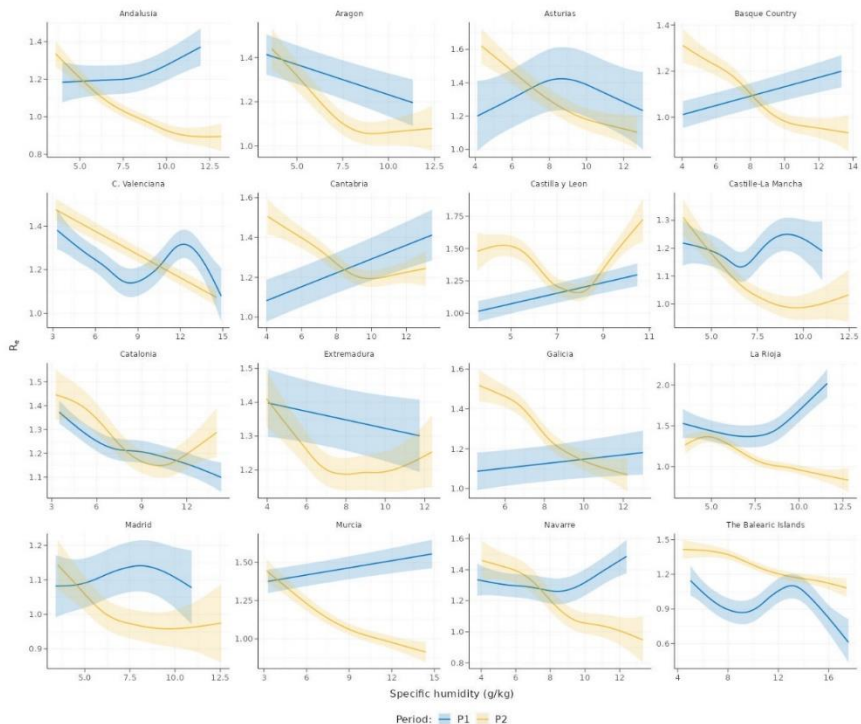 Andalusia
Aragon
Asturias
Basque Country
1.4
1.2
1.0
0.8
5.0 7.5 10.0 12.5
1.4
1.2
1.0
5.0 7.5 10.0 12.5
1.6
1.4
1.2
1.0
4 6 8 10 12
1.4
1.3
1.2
1.1
1.0
0.9
4 6 8 10 12 14
C. Valenciana
Cantabria
Castilla y Leon
Castille-La Mancha
1.4
1.2
1.0
3 6 9 12 15
1.6
1.4
1.2
1.0
4 6 8 10 12
1.75
1.50
1.25
1.00
5 7 9 11
1.3
1.2
1.1
1.0
5.0 7.5 10.0 12.5
Catalonia
Extremadura
Galicia
La Rioja
1.5
1.4
1.3
1.2
1.1
3 6 9 12
1.5
1.4
1.3
1.2
4 6 8 10 12
1.6
1.4
1.2
1.0
6 8 10 12
2.0
1.5
1.0
5.0 7.5 10.0 12.5
Madrid
Murcia
Navarre
The Balearic Islands
1.2
1.1
1.0
0.9
5.0 7.5 10.0 12.5
1.50
1.25
1.00
3 6 9 12 15
1.6
1.4
1.2
1.0
0.8
4 6 8 10 12
1.5
1.2
0.9
0.6
4 8 12 16
Rₑ
Specific humidity (g/kg)
Period: P1 P2